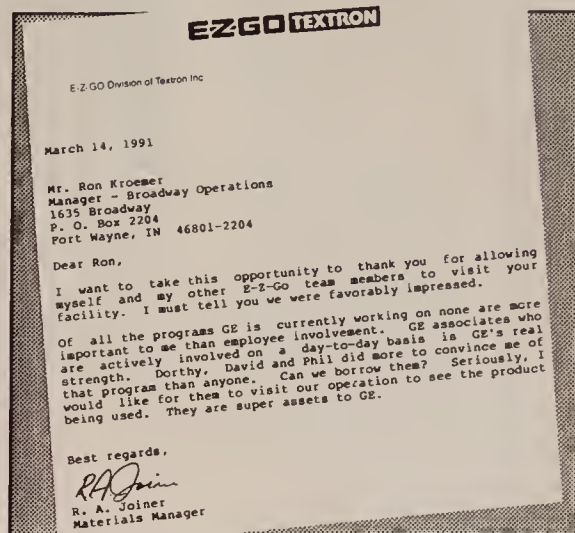 E-Z-GO TEXTRON
E-Z-GO Division of Textron Inc
March 14, 1991
Mr. Ron Kroemer
Manager - Broadway Operations
1635 Broadway
P. O. Box 2204
Fort Wayne, IN 46801-2204
Dear Ron,
I want to take this opportunity to thank you for allowing
myself and my other E-Z-Go team members to visit your
facility. I must tell you we were favorably impressed.
Of all the programs GE is currently working on none are more
important to me than employee involvement. GE associates who
are actively involved on a day-to-day basis is GE's real
strength. Dorthy, David and Phil did more to convince me of
that program than anyone. Can we borrow them? Seriously, I
would like for them to visit our operation to see the product
being used. They are super assets to GE.
Best regards,
RA Joiner
R. A. Joiner
Materials Manager